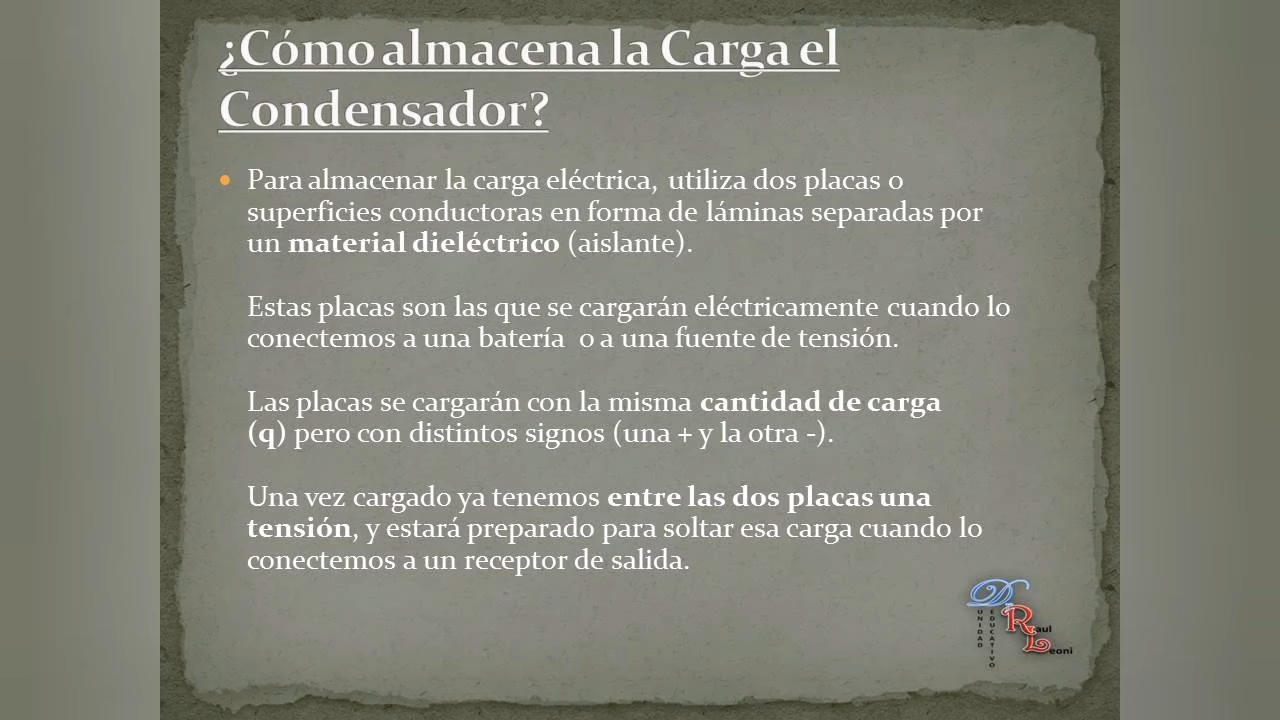 ¿Cómo almacena la Carga el
Condensador?
Para almacenar la carga eléctrica, utiliza dos placas o
superficies conductoras en forma de láminas separadas por
un material dieléctrico (aislante).
Estas placas son las que se cargarán eléctricamente cuando lo
conectemos a una batería o a una fuente de tensión.
Las placas se cargarán con la misma cantidad de carga
(q) pero con distintos signos (una + y la otra -).
Una vez cargado ya tenemos entre las dos placas una
tensión, y estará preparado para soltar esa carga cuando lo
conectemos a un receptor de salida.
UNIDAD
EDUCATIVO
Raul
Leoni